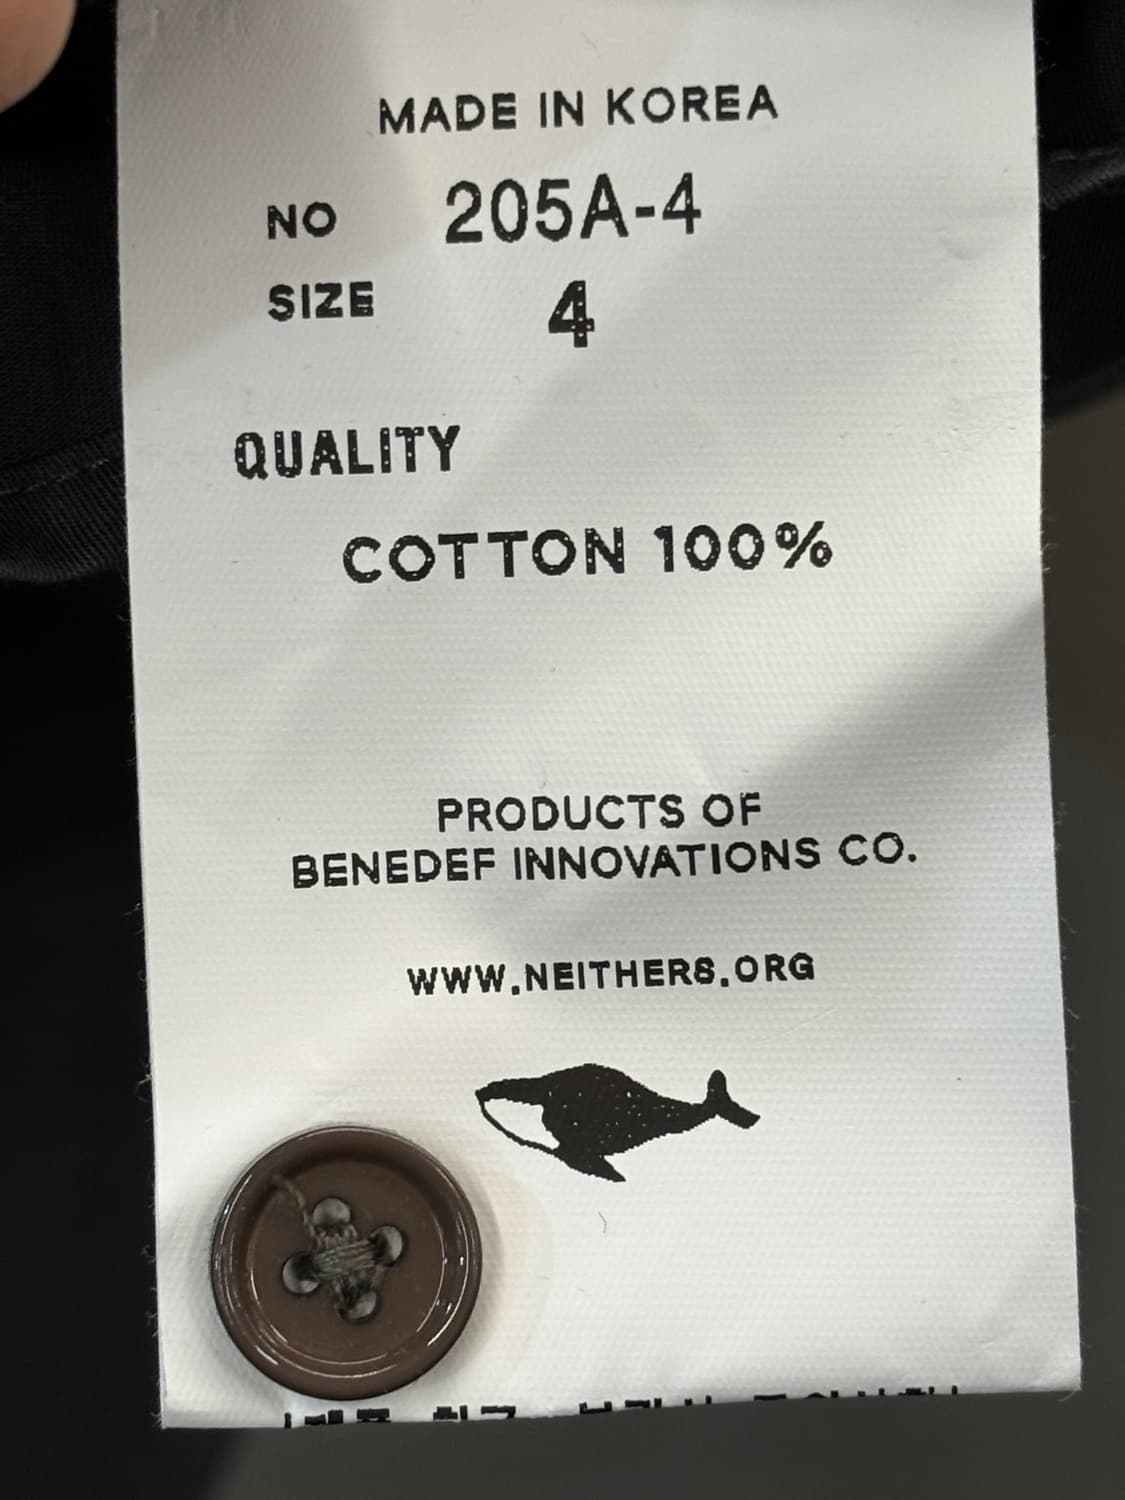 MADE IN KOREA
NO 205A-4
SIZE 4
QUALITY
COTTON 100%
PRODUCTS OF
BENEDEF INNOVATIONS CO.
WWW.NEITHERS.ORG